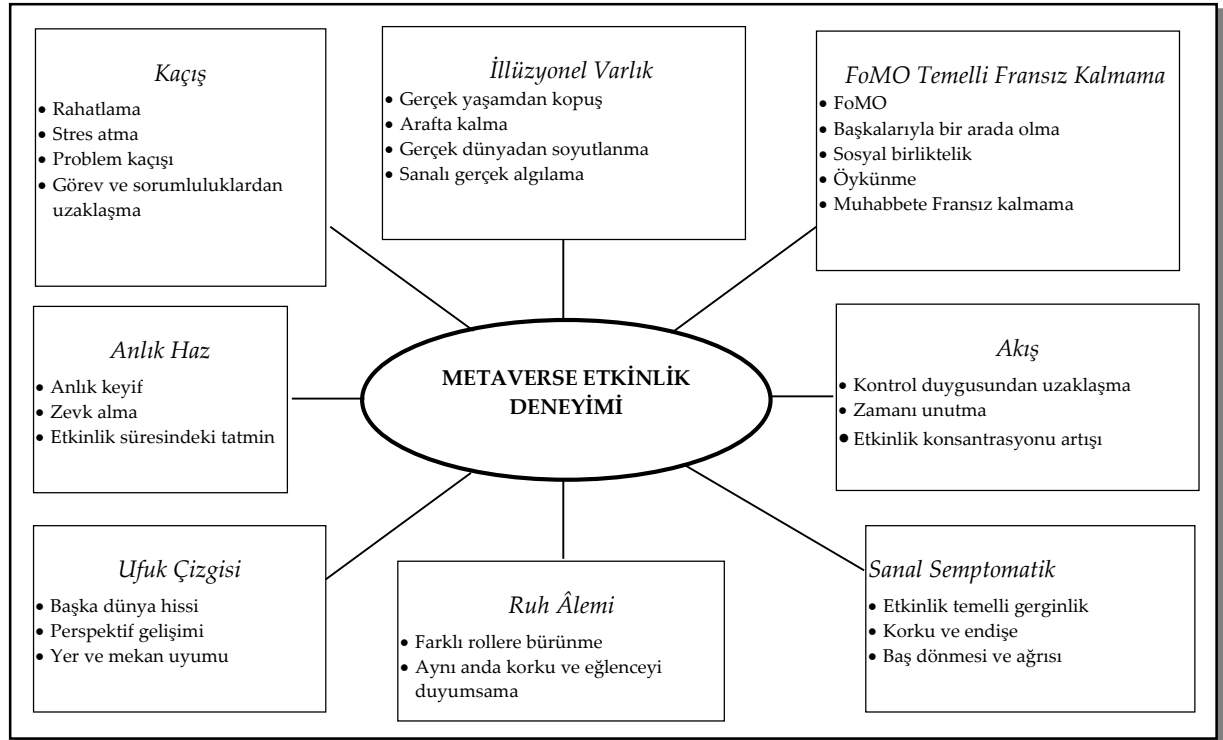 Kaçış
• Rahatlama
• Stres atma
• Problem kaçışı
• Görev ve sorumluluklardan
uzaklaşma
İllüzyonel Varlık
• Gerçek yaşamdan kopuş
• Arafta kalma
• Gerçek dünyadan soyutlanma
• Sanalı gerçek algılama
FoMO Temelli Fransız Kalmama
• FoMO
• Başkalarıyla bir arada olma
• Sosyal birliktelik
• Öykünme
• Muhabbete Fransız kalmama
Anlık Haz
• Anlık keyif
• Zevk alma
• Etkinlik süresindeki tatmin
METAVERSE ETKİNLİK
DENEYİMİ
Akış
• Kontrol duygusundan uzaklaşma
• Zamanı unutma
• Etkinlik konsantrasyonu artışı
Ufuk Çizgisi
• Başka dünya hissi
• Perspektif gelişimi
• Yer ve mekan uyumu
Ruh Âlemi
• Farklı rollere bürünme
• Aynı anda korku ve eğlenceyi
duyumsama
Sanal Semptomatik
• Etkinlik temelli gerginlik
• Korku ve endişe
• Baş dönmesi ve ağrısı